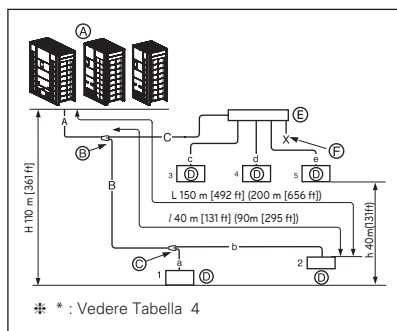 A
A
E
C
X
F
B
c
d
e
3 D
4 D
5 D
H 110 m [361 ft]
L 150 m [492 ft] (200 m [656 ft])
l 40 m [131 ft] (90m [295 ft])
h 40m[131ft)
B
b
C
a
1 D
2
D
❉ * : Vedere Tabella 4